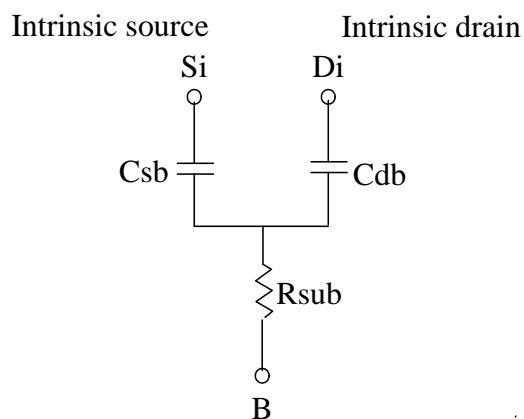 Intrinsic source
Intrinsic drain
Si
Di
Csb
Cdb
Rsub
B